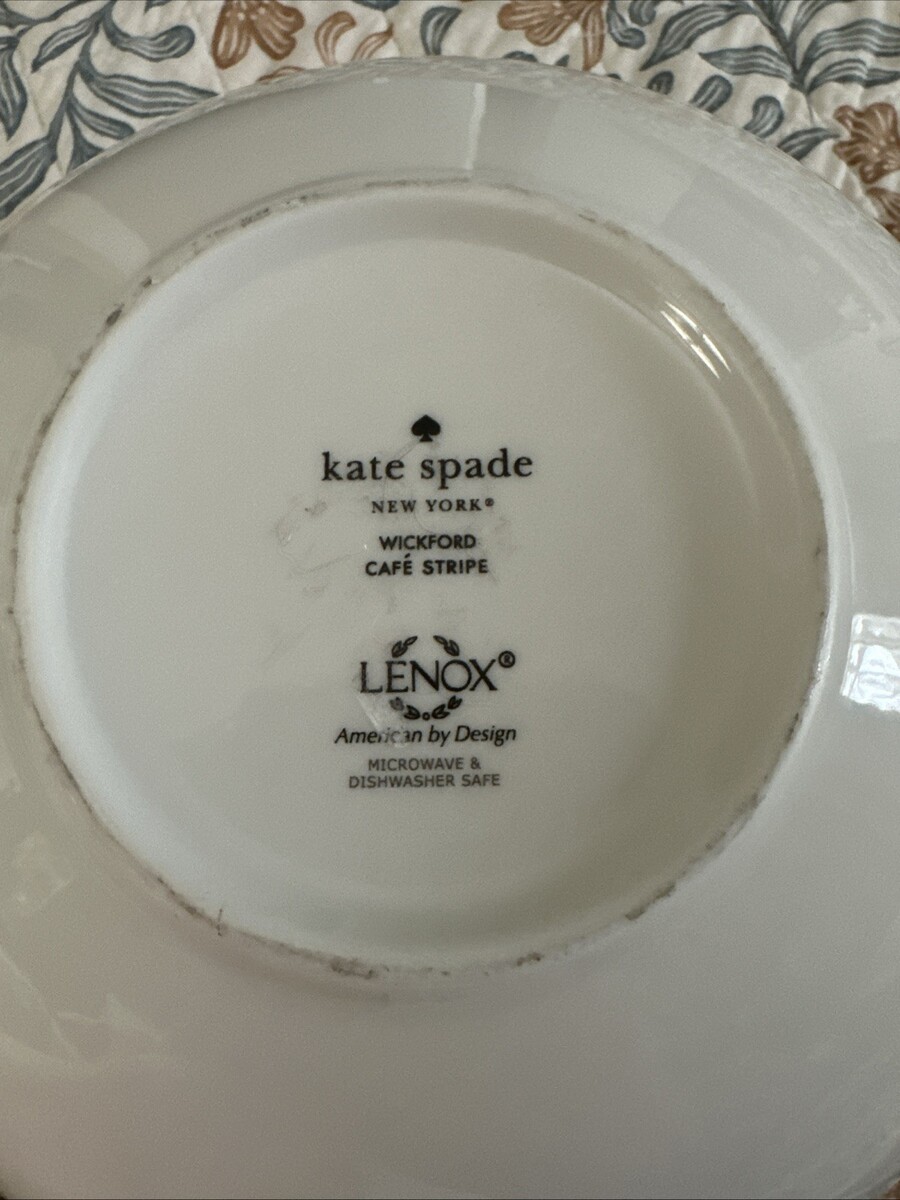 kate spade
NEW YORK®
WICKFORD
CAFÉ STRIPE
LENOX®
American by Design
MICROWAVE &
DISHWASHER SAFE